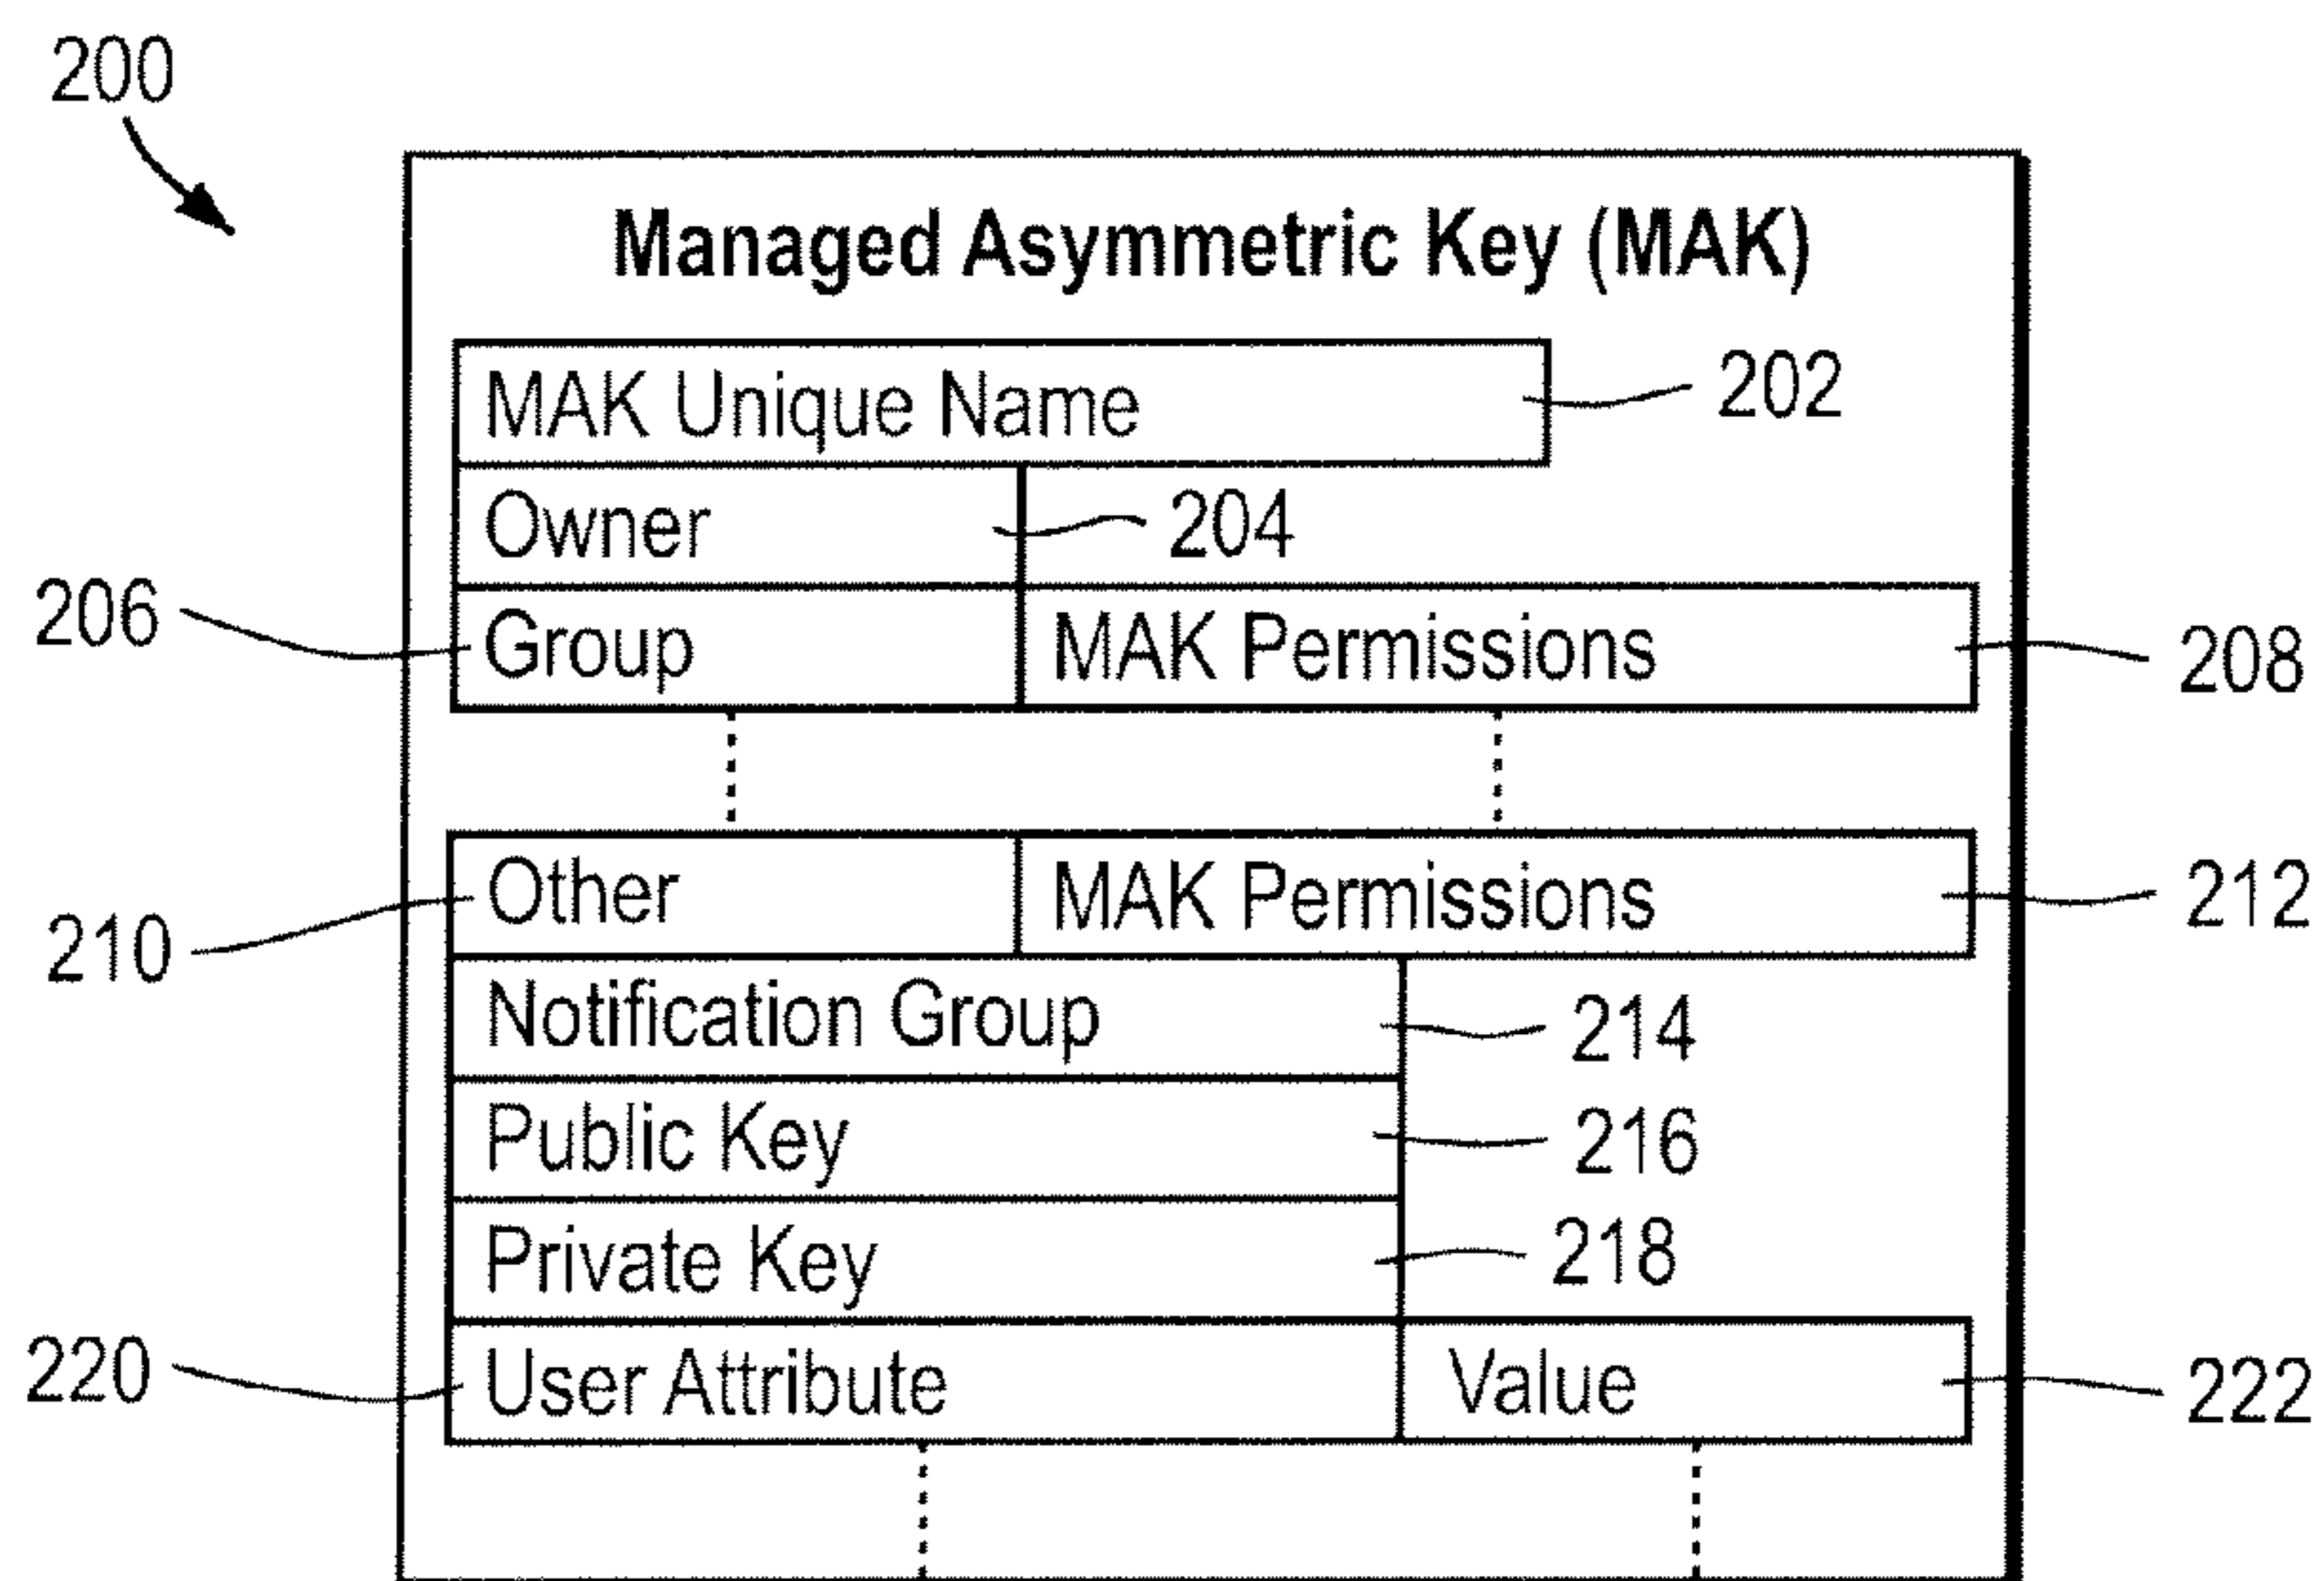 200
Managed Asymmetric Key (MAK)
MAK Unique Name 202
Owner 204
206 Group MAK Permissions 208
210 Other MAK Permissions 212
Notification Group 214
Public Key 216
Private Key 218
220 User Attribute Value 222